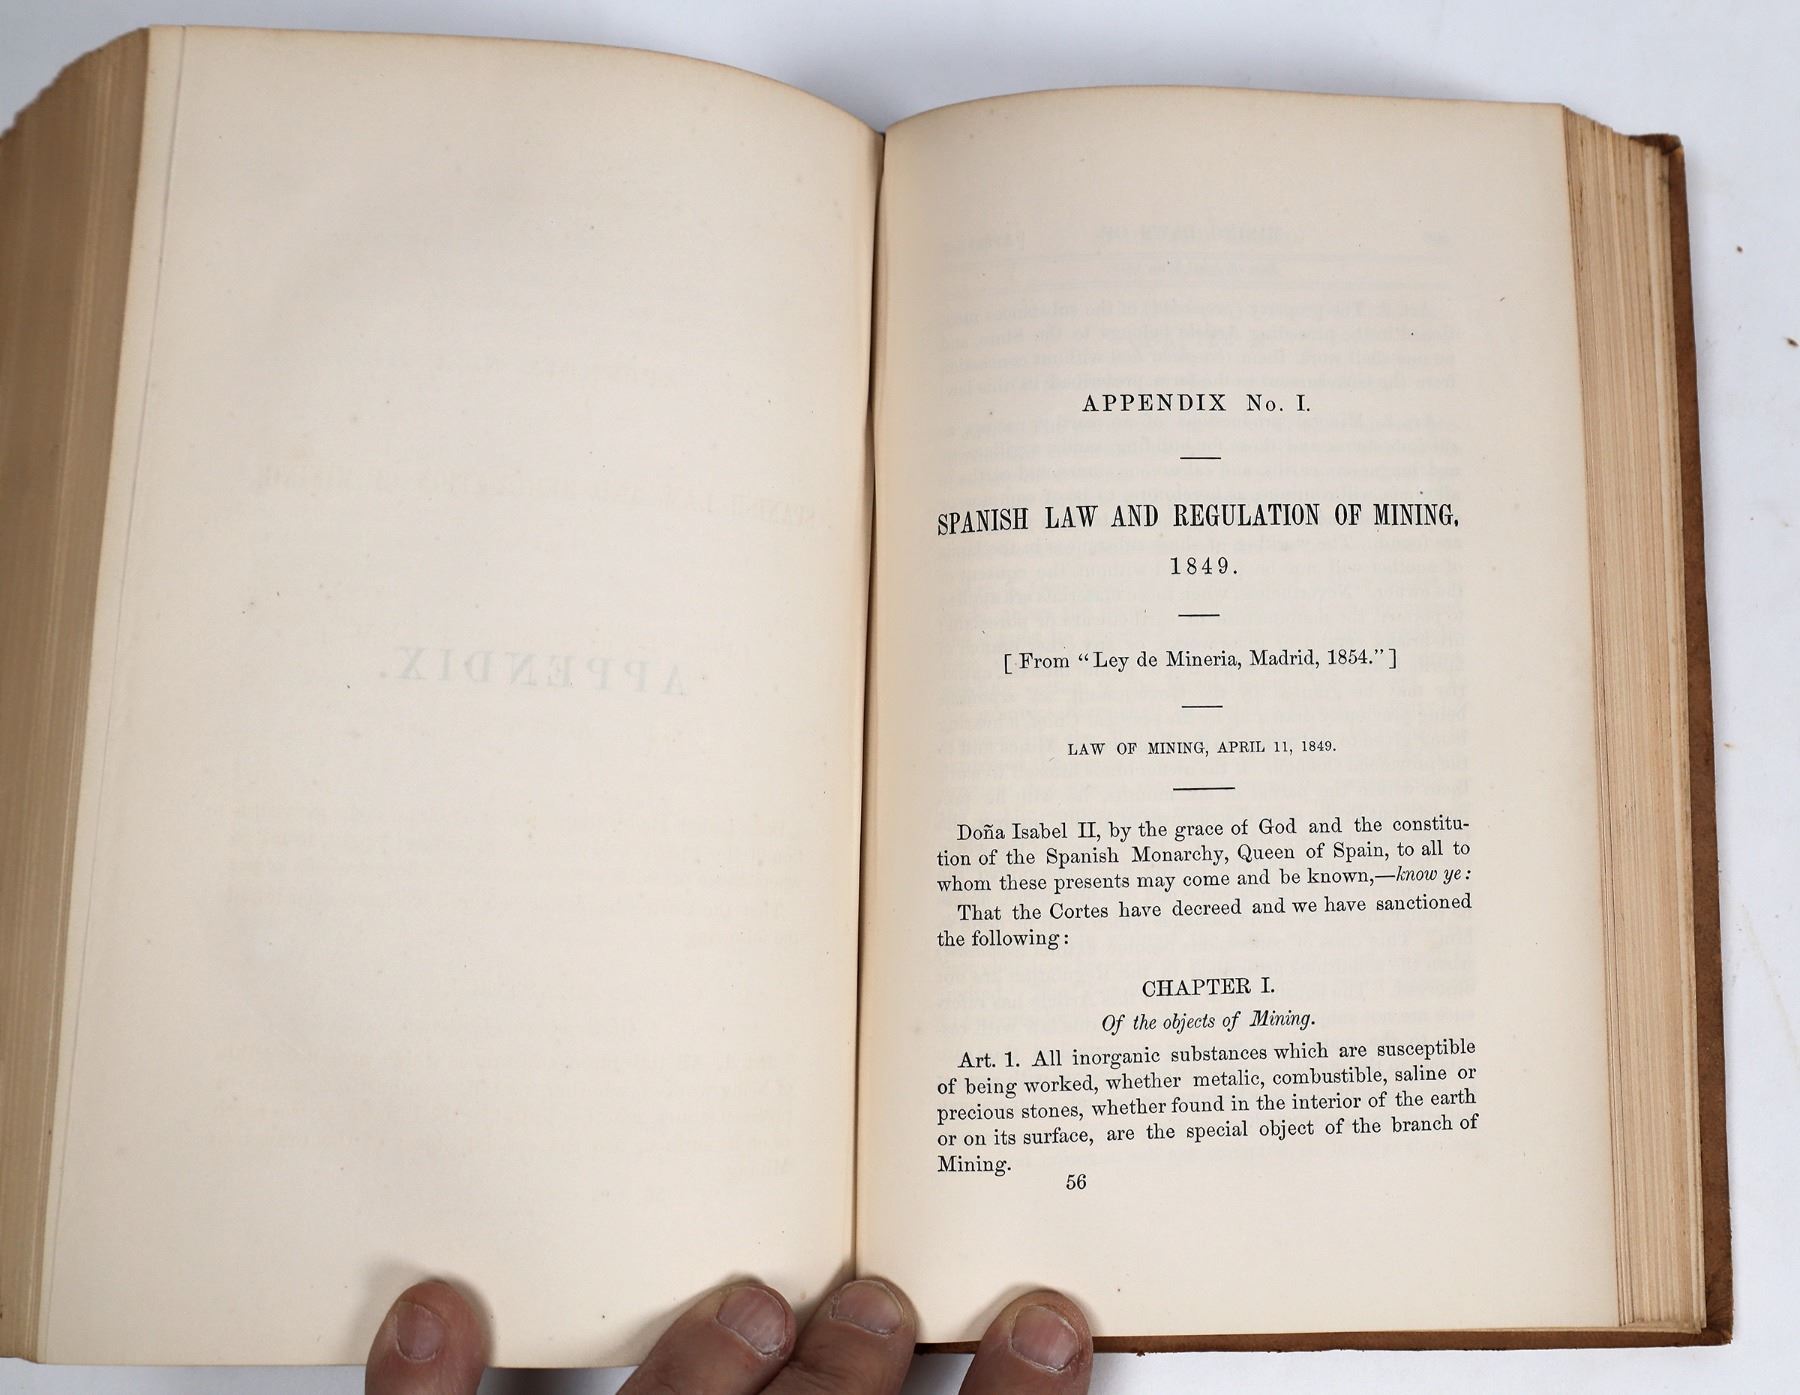 APPENDIX.
APPENDIX No. I.
SPANISH LAW AND REGULATION OF MINING,
1849.
[ From "Ley de Mineria, Madrid, 1854." ]
LAW OF MINING, APRIL 11, 1849.
Doña Isabel II, by the grace of God and the constitu-
tion of the Spanish Monarchy, Queen of Spain, to all to
whom these presents may come and be known,—know ye:
That the Cortes have decreed and we have sanctioned
the following:
CHAPTER I.
Of the objects of Mining.
Art. 1. All inorganic substances which are susceptible
of being worked, whether metalic, combustible, saline or
precious stones, whether found in the interior of the earth
or on its surface, are the special object of the branch of
Mining.
56